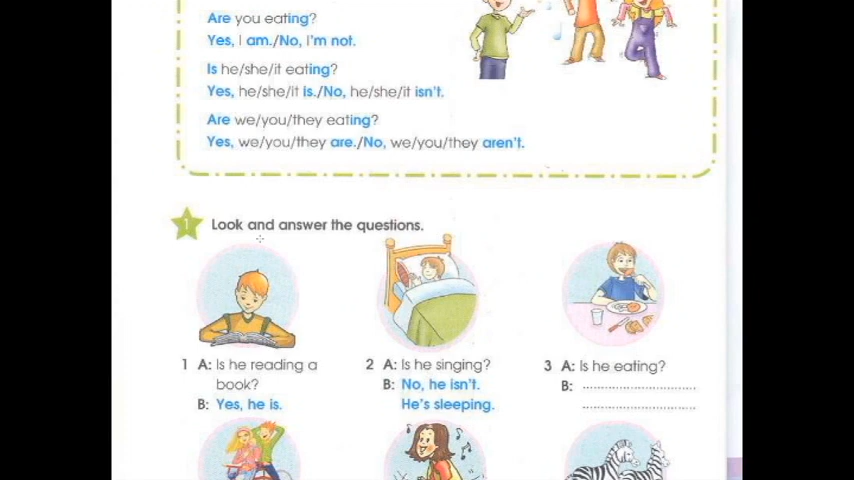 Are you eating?
Yes, I am./No, I'm not.
Is he/she/it eating?
Yes, he/she/it is./No, he/she/it isn't.
Are we/you/they eating?
Yes, we/you/they are./No, we/you/they aren't.
1 Look and answer the questions.
1 A: Is he reading a
book?
B: Yes, he is.
2 A: Is he singing?
B: No, he isn't.
He's sleeping.
3 A: Is he eating?
B: ................................
................................